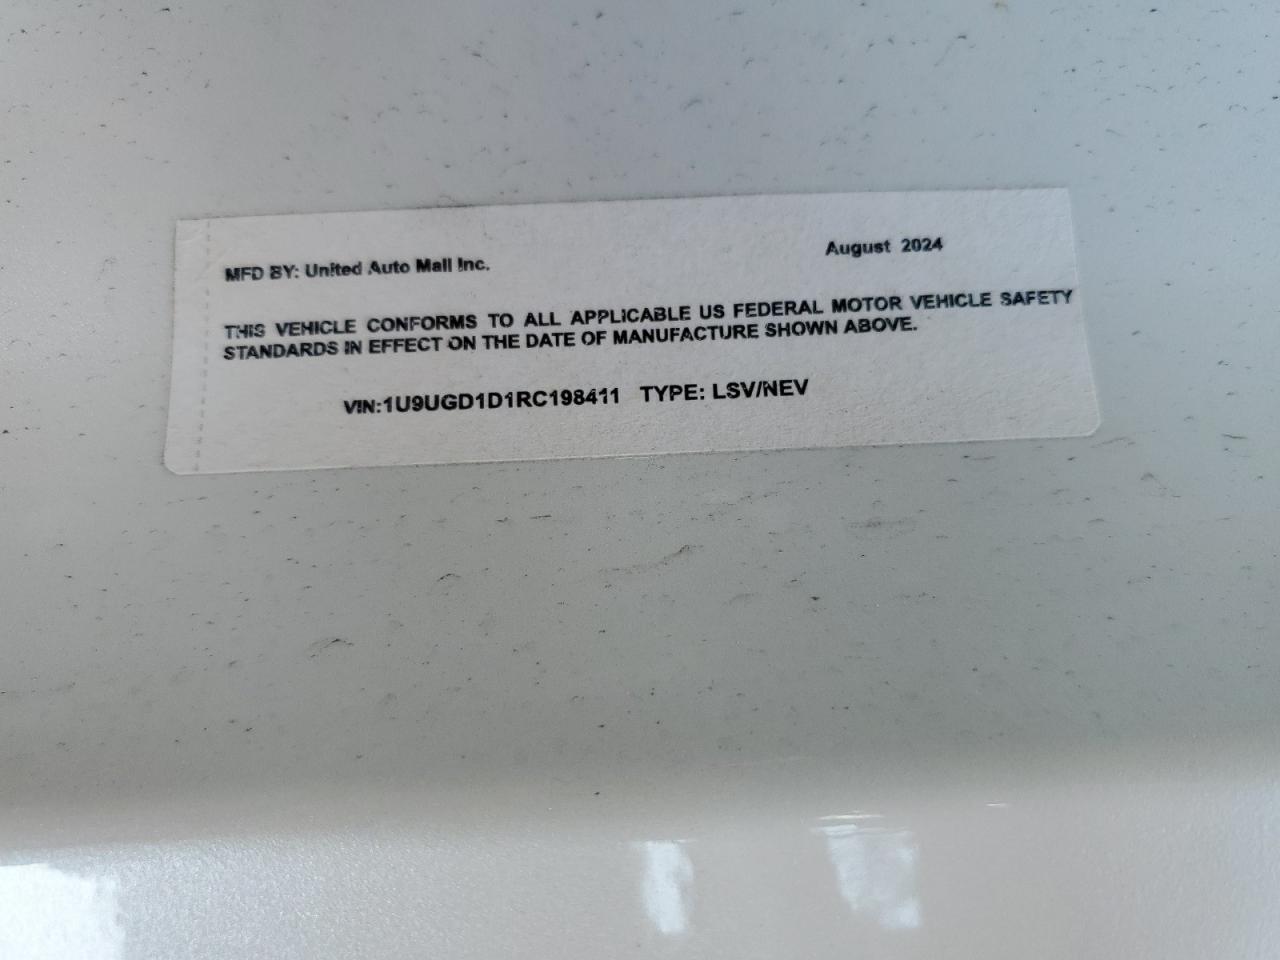 MFD BY: United Auto Mall Inc.
August 2024
THIS VEHICLE CONFORMS TO ALL APPLICABLE US FEDERAL MOTOR VEHICLE SAFETY
STANDARDS IN EFFECT ON THE DATE OF MANUFACTURE SHOWN ABOVE.
VIN:1U9UGD1D1RC198411 TYPE: LSV/NEV